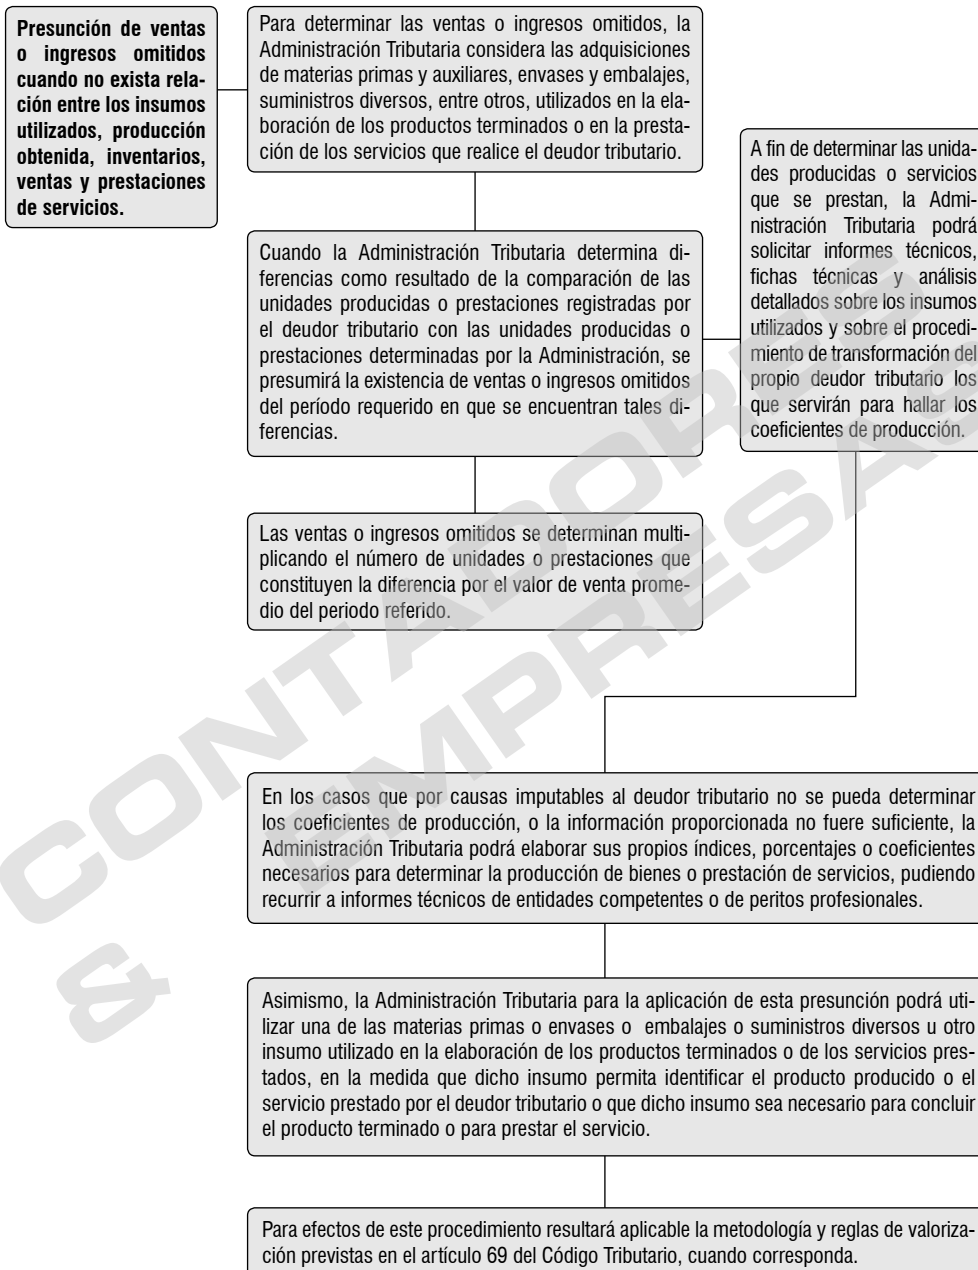 Presunción de ventas
o ingresos omitidos
cuando no exista rela-
ción entre los insumos
utilizados, producción
obtenida, inventarios,
ventas y prestaciones
de servicios.
Para determinar las ventas o ingresos omitidos, la
Administración Tributaria considera las adquisiciones
de materias primas y auxiliares, envases y embalajes,
suministros diversos, entre otros, utilizados en la ela-
boración de los productos terminados o en la presta-
ción de los servicios que realice el deudor tributario.
Cuando la Administración Tributaria determina di-
ferencias como resultado de la comparación de las
unidades producidas o prestaciones registradas por
el deudor tributario con las unidades producidas o
prestaciones determinadas por la Administración, se
presumirá la existencia de ventas o ingresos omitidos
del período requerido en que se encuentran tales di-
ferencias.
A fin de determinar las unida-
des producidas o servicios
que se prestan, la Admi-
nistración Tributaria podrá
solicitar informes técnicos,
fichas técnicas y análisis
detallados sobre los insumos
utilizados y sobre el procedi-
miento de transformación del
propio deudor tributario los
que servirán para hallar los
coeficientes de producción.
Las ventas o ingresos omitidos se determinan multi-
plicando el número de unidades o prestaciones que
constituyen la diferencia por el valor de venta prome-
dio del periodo referido.
En los casos que por causas imputables al deudor tributario no se pueda determinar
los coeficientes de producción, o la información proporcionada no fuere suficiente, la
Administración Tributaria podrá elaborar sus propios índices, porcentajes o coeficientes
necesarios para determinar la producción de bienes o prestación de servicios, pudiendo
recurrir a informes técnicos de entidades competentes o de peritos profesionales.
Asimismo, la Administración Tributaria para la aplicación de esta presunción podrá uti-
lizar una de las materias primas o envases o embalajes o suministros diversos u otro
insumo utilizado en la elaboración de los productos terminados o de los servicios pres-
tados, en la medida que dicho insumo permita identificar el producto producido o el
servicio prestado por el deudor tributario o que dicho insumo sea necesario para concluir
el producto terminado o para prestar el servicio.
Para efectos de este procedimiento resultará aplicable la metodología y reglas de valoriza-
ción previstas en el artículo 69 del Código Tributario, cuando corresponda.
CONTADORES
& EMPRESAS